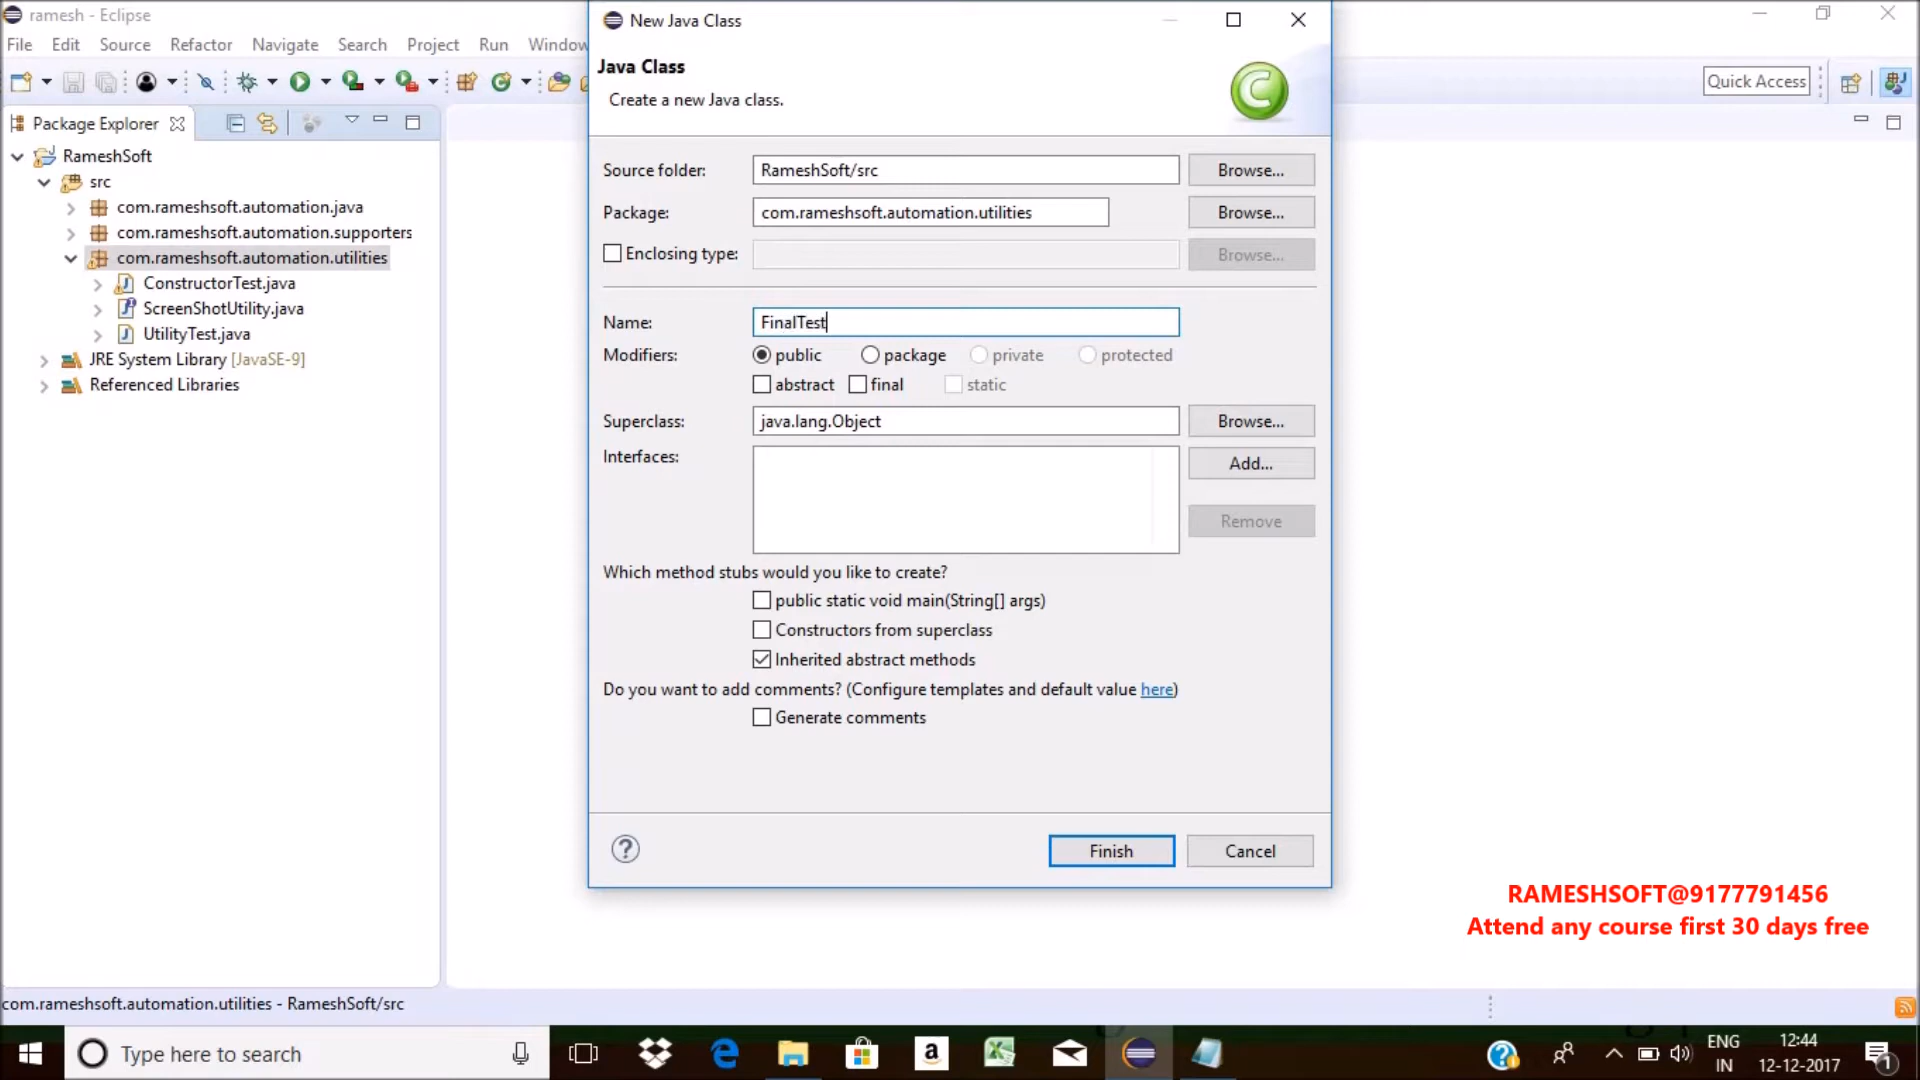 ramesh - Eclipse
File Edit Source Refactor Navigate Search Project Run Window
Quick Access
Package Explorer
RameshSoft
src
com.rameshsoft.automation.java
com.rameshsoft.automation.supporters
com.rameshsoft.automation.utilities
ConstructorTest.java
ScreenShotUtility.java
UtilityTest.java
JRE System Library [JavaSE-9]
Referenced Libraries
New Java Class
Java Class
Create a new Java class.
Source folder: RameshSoft/src Browse...
Package: com.rameshsoft.automation.utilities Browse...
Enclosing type: Browse...
Name: FinalTest
Modifiers: public package private protected
abstract final static
Superclass: java.lang.Object Browse...
Interfaces: Add...
Remove
Which method stubs would you like to create?
public static void main(String[] args)
Constructors from superclass
Inherited abstract methods
Do you want to add comments? (Configure templates and default value here)
Generate comments
Finish Cancel
RAMESHSOFT@9177791456
Attend any course first 30 days free
com.rameshsoft.automation.utilities - RameshSoft/src
Type here to search
ENG
IN
12:44
12-12-2017
1